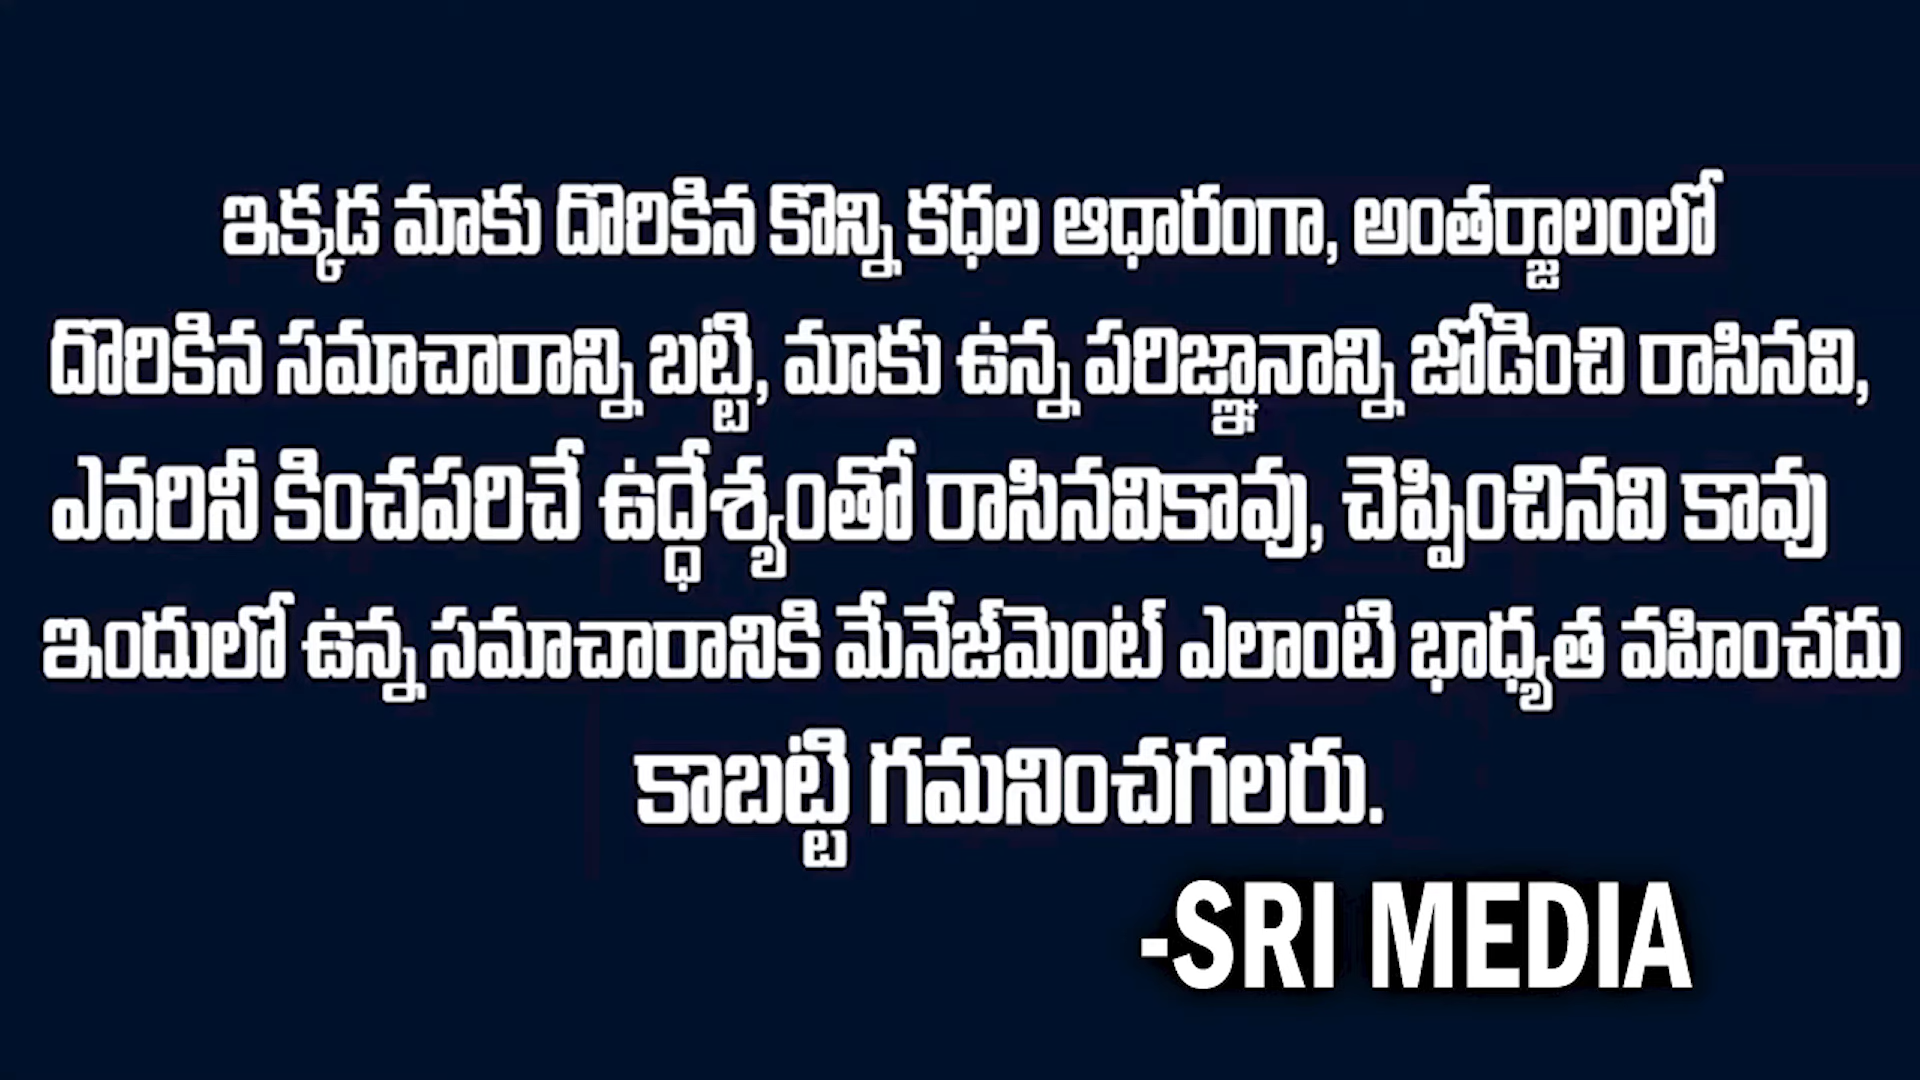 ఇక్కడ మాకు దొరికిన కొన్ని కధల ఆధారంగా, అంతర్జాలంలో
దొరికిన సమాచారాన్ని బట్టి, మాకు ఉన్న పరిజ్ఞానాన్ని జోడించి రాసినవి,
ఎవరినీ కించపరిచే ఉద్ధేశ్యంతో రాసినవికావు, చెప్పించినవి కావు
ఇందులో ఉన్న సమాచారానికి మేనేజ్‌మెంట్ ఎలాంటి భాధ్యత వహించదు
కాబట్టి గమనించగలరు.
-SRI MEDIA